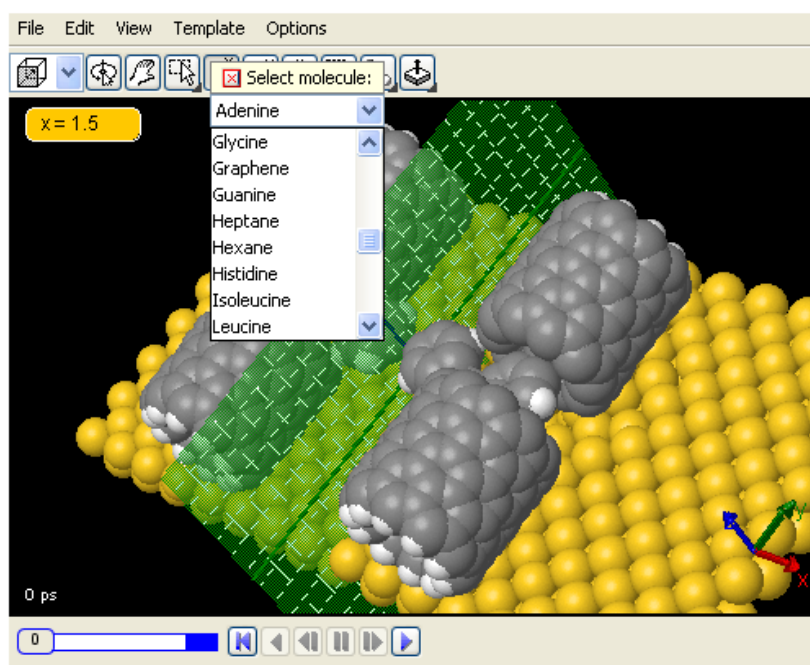 File Edit View Template Options
Select molecule:
Adenine
x = 1.5
Glycine
Graphene
Guanine
Heptane
Hexane
Histidine
Isoleucine
Leucine
0 ps
0
X